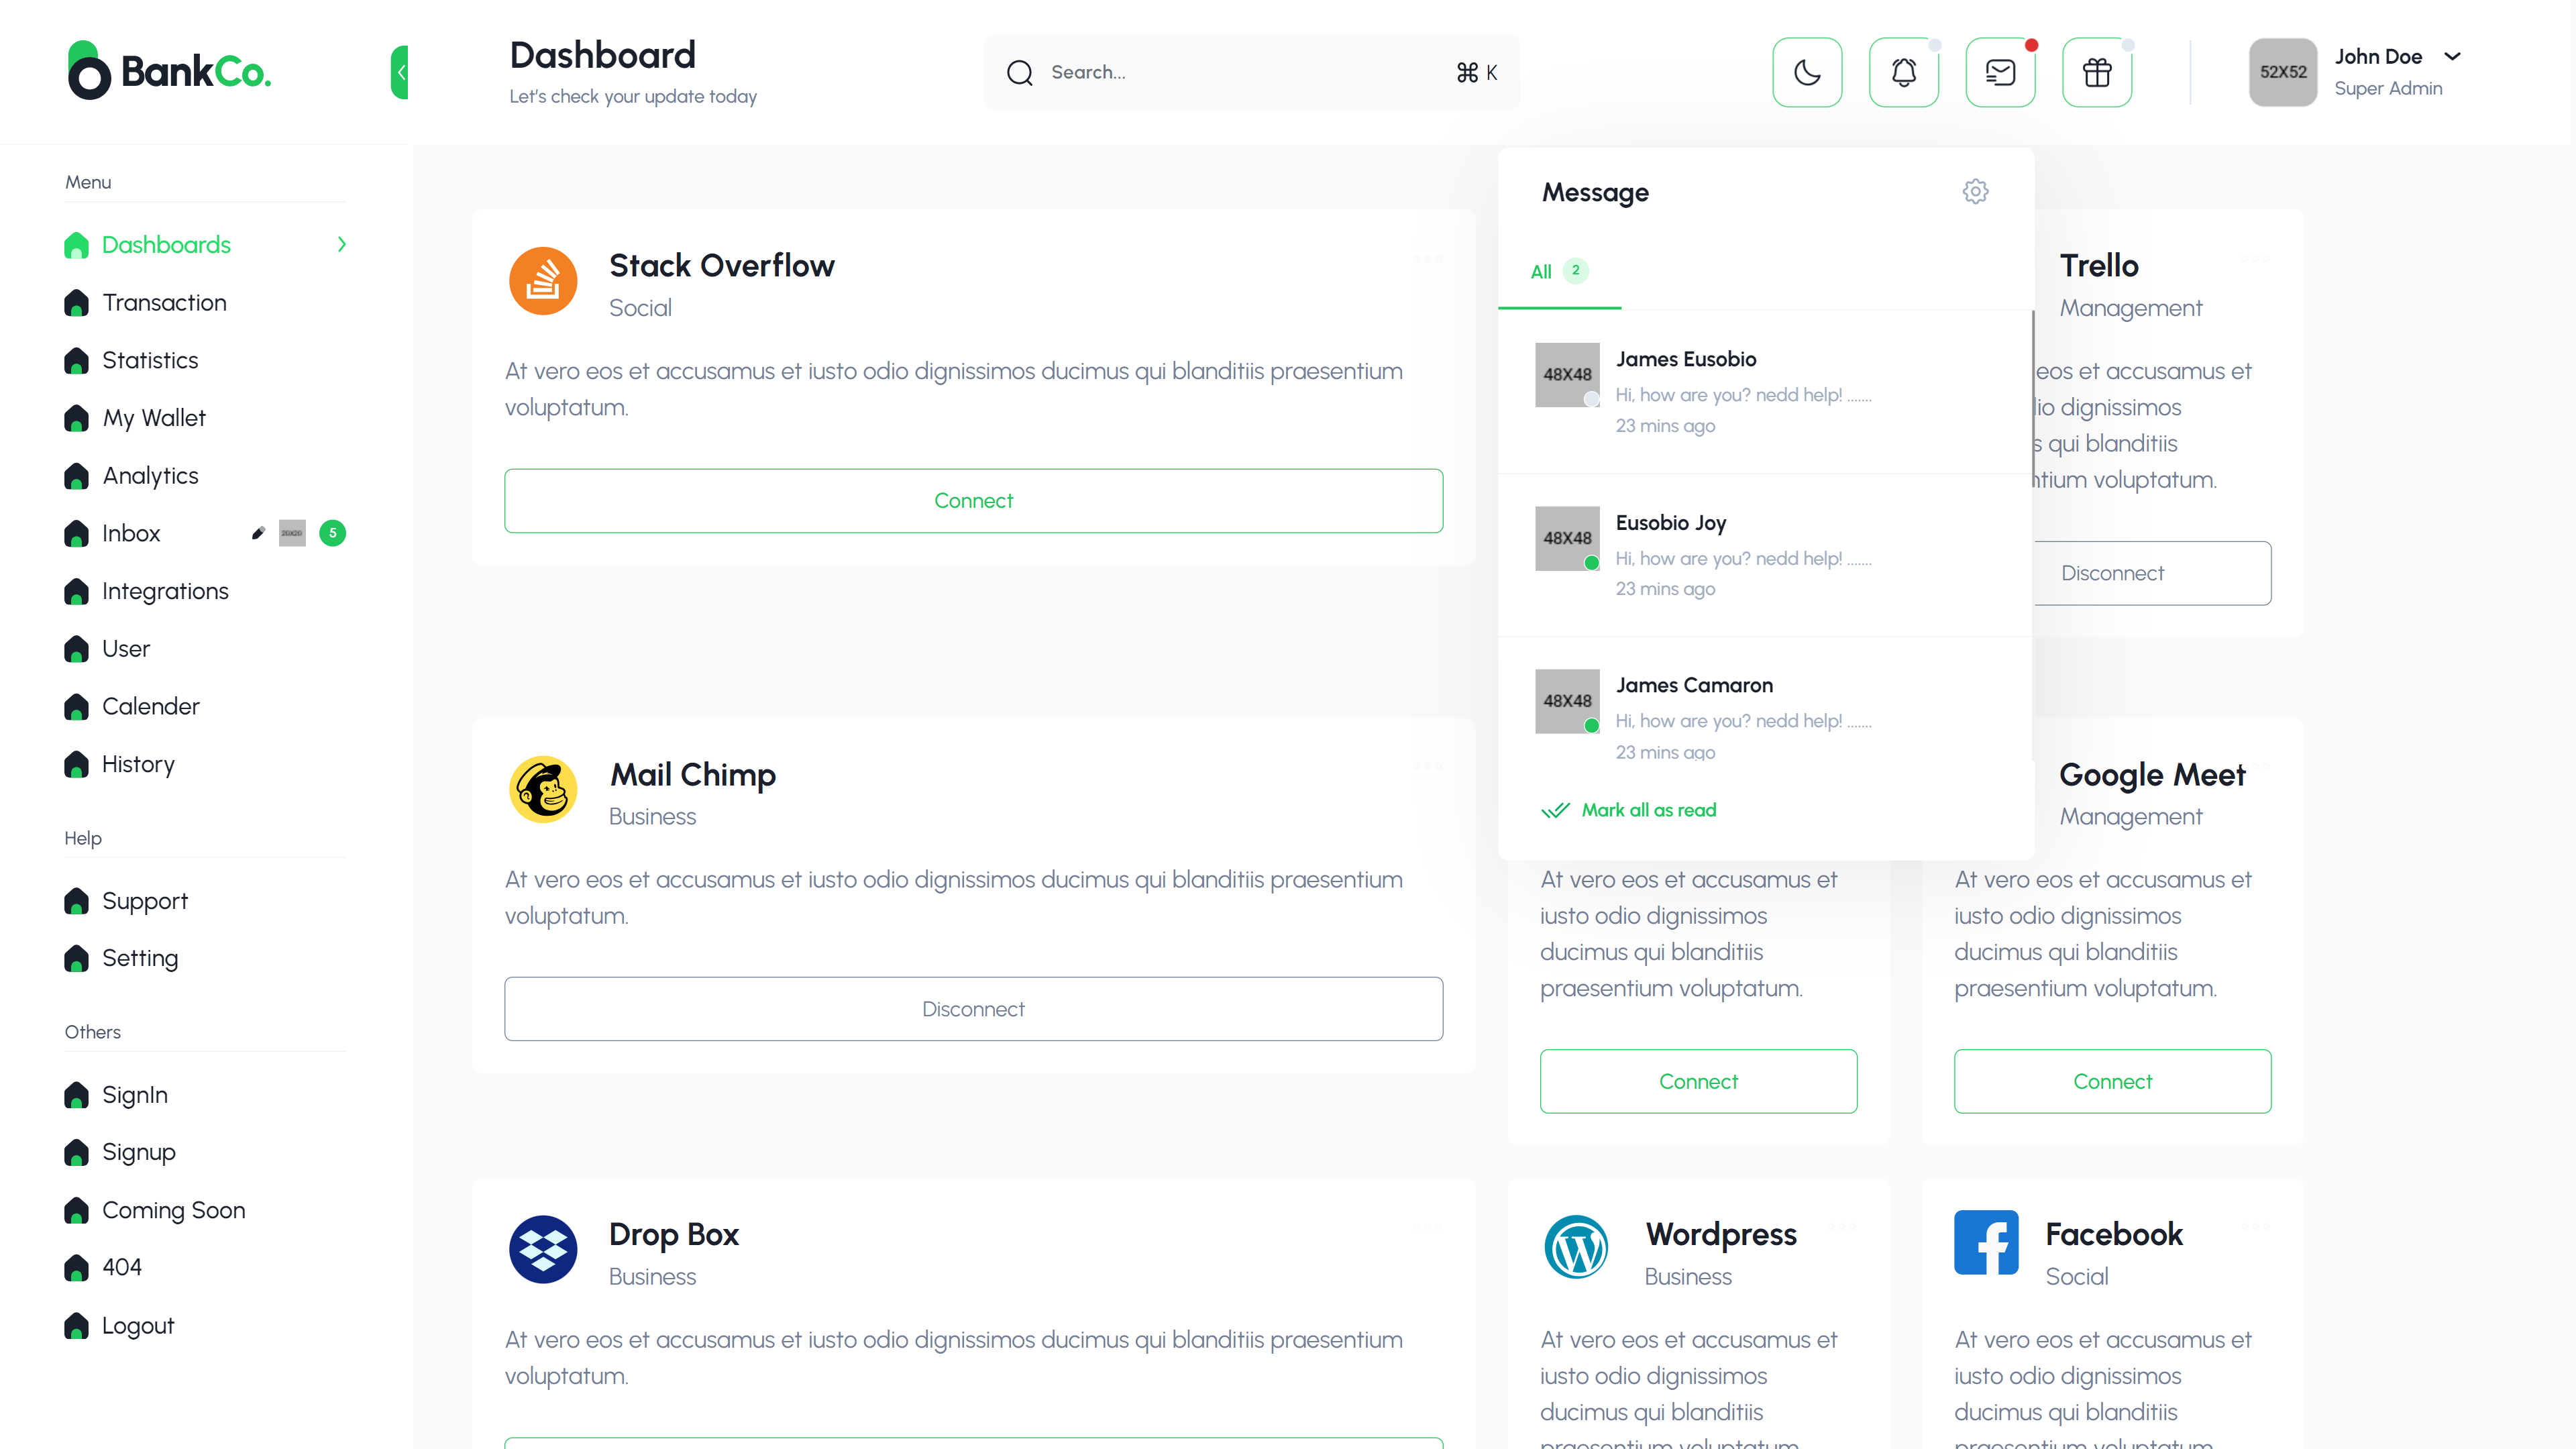 BankCo.
Dashboard
Let's check your update today
Search...
⌘ K
John Doe
Super Admin
52X52
Menu
Dashboards
Transaction
Statistics
My Wallet
Analytics
Inbox
5
Integrations
User
Calender
History
Help
Support
Setting
Others
SignIn
Signup
Coming Soon
404
Logout
Stack Overflow
Social
At vero eos et accusamus et iusto odio dignissimos ducimus qui blanditiis praesentium
voluptatum.
Connect
Message
All 2
48X48
James Eusobio
Hi, how are you? nedd help! .......
23 mins ago
48X48
Eusobio Joy
Hi, how are you? nedd help! .......
23 mins ago
48X48
James Camaron
Hi, how are you? nedd help! .......
23 mins ago
Mark all as read
Trello
Management
eos et accusamus et
dignissimos
qui blanditiis
voluptatum.
Disconnect
Mail Chimp
Business
At vero eos et accusamus et iusto odio dignissimos ducimus qui blanditiis praesentium
voluptatum.
Disconnect
At vero eos et accusamus et
iusto odio dignissimos
ducimus qui blanditiis
praesentium voluptatum.
Connect
Google Meet
Management
At vero eos et accusamus et
iusto odio dignissimos
ducimus qui blanditiis
praesentium voluptatum.
Connect
Drop Box
Business
At vero eos et accusamus et iusto odio dignissimos ducimus qui blanditiis praesentium
voluptatum.
Wordpress
Business
At vero eos et accusamus et
iusto odio dignissimos
ducimus qui blanditiis
praesentium voluptatum.
Facebook
Social
At vero eos et accusamus et
iusto odio dignissimos
ducimus qui blanditiis
praesentium voluptatum.